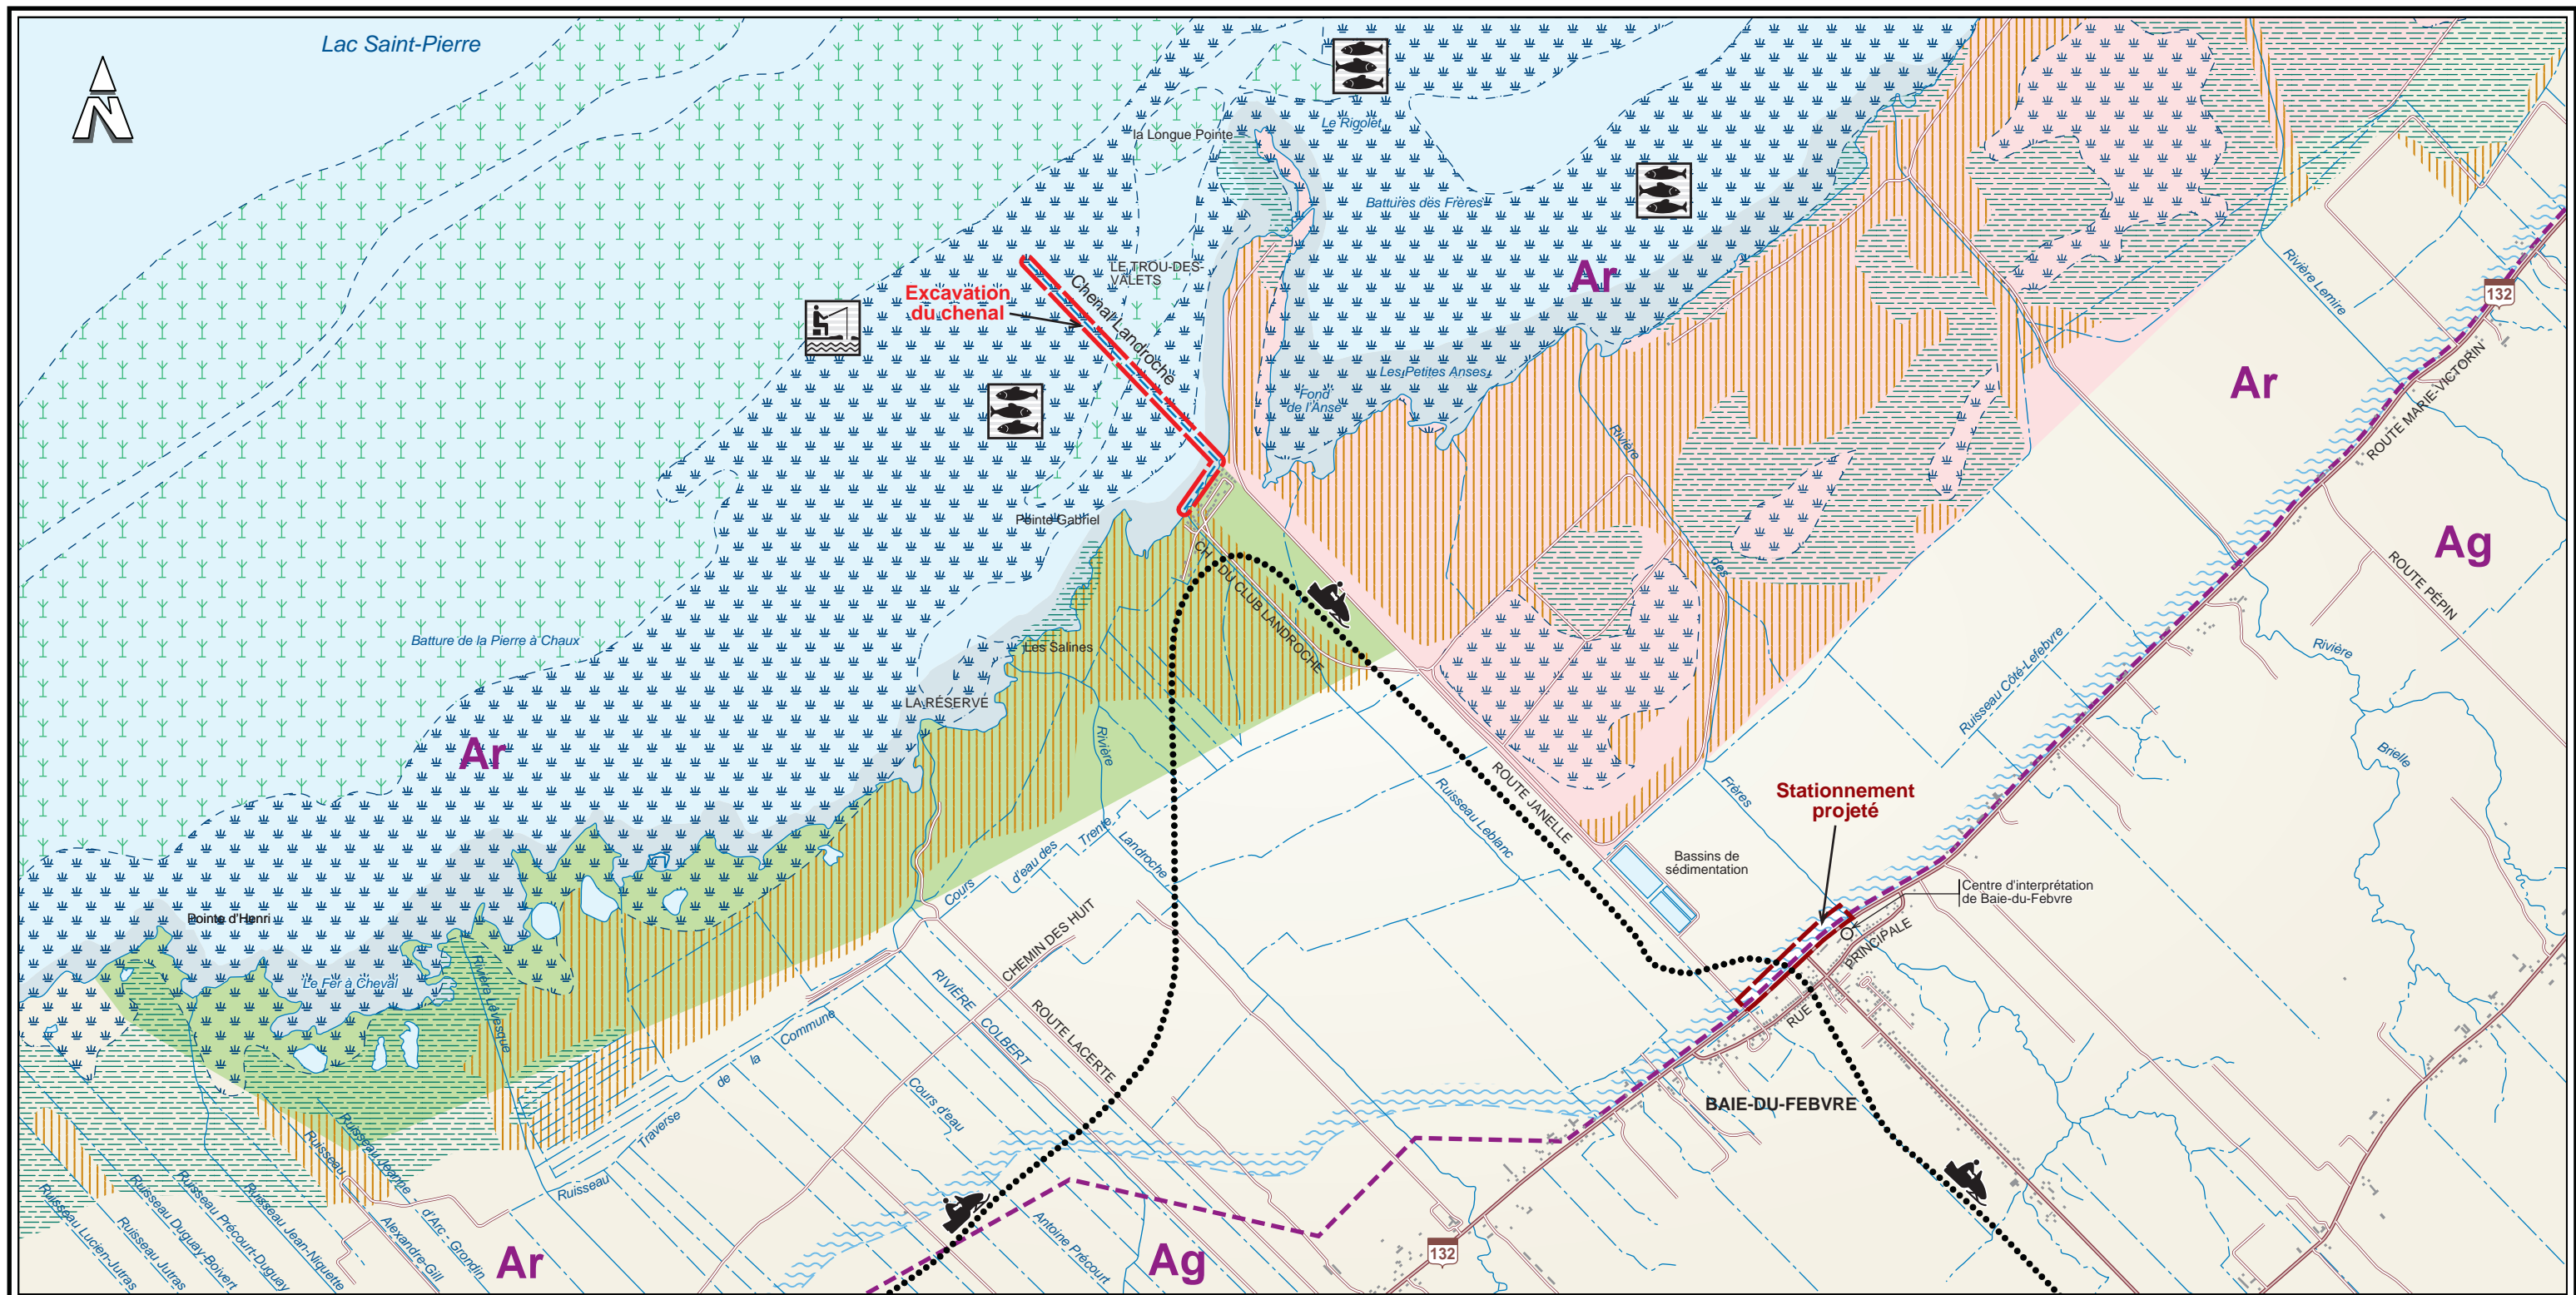 Lac Saint-Pierre
N
la Longue Pointe
Le Rigolet
Battures des Frères
Ar
LE TROU-DES-
VALETS
Chenal Landroche
Excavation
du chenal
Les Petites Anses
Fond
de l'Anse
Rivière Lemire
132
ROUTE MARIE-VICTORIN
Ar
Ag
ROUTE PÉPIN
Rivière
Brielle
Rivière
des
Frères
Pointe Gabriel
CH. DU CLUB LANDROCHE
Les Salines
LA RÉSERVE
Batture de la Pierre à Chaux
Ar
Rivière
Landroche
Ruisseau Côté-Lefebvre
Ruisseau Leblanc
ROUTE JANELLE
Stationnement
projeté
Bassins de
sédimentation
Centre d'interprétation
de Baie-du-Febvre
RUE
PRINCIPALE
Cours
d'eau des
Trente
CHEMIN DES HUIT
ROUTE LACERTE
RIVIÈRE
COLBERT
Pointe d'Henri
Le Fer à Cheval
Rivière Lévesque
Ruisseau
Traverse
de
la
Commune
Cours d'eau
Antoine Précourt
BAIE-DU-FEBVRE
Ruisseau Lucien-Jutras
Ruisseau Jutras
Ruisseau Duguay-Boivert
Ruisseau Précourt-Duguay
Ruisseau Jean-Niquette
Ruisseau
Alexandre-Gill
Ruisseau Jeanne
d'Arc - Grondin
Ar
Ag
132